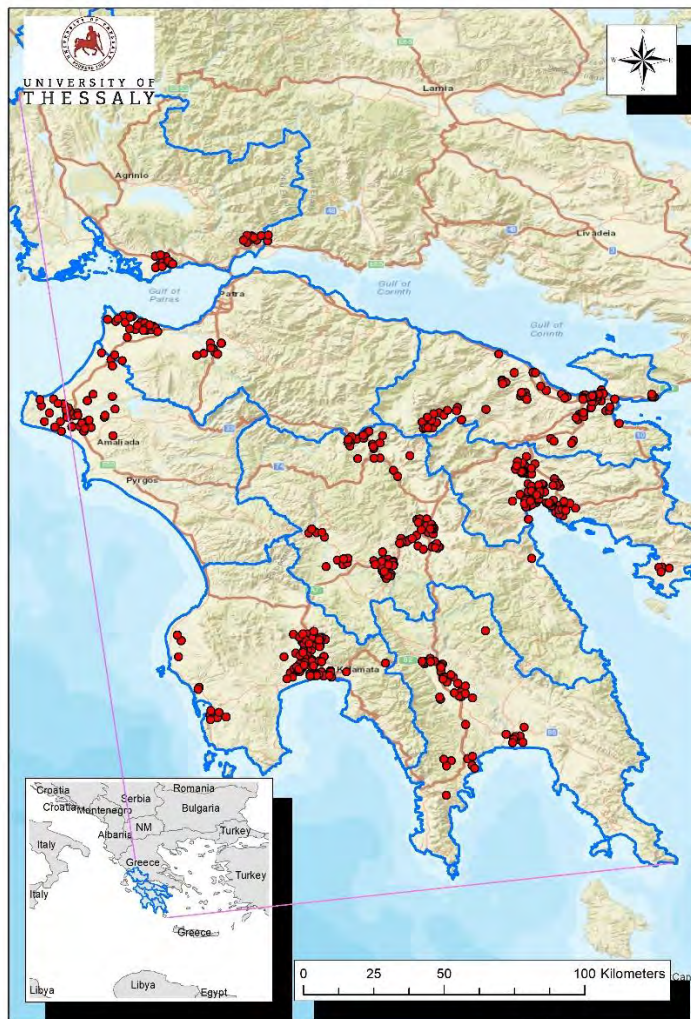 UNIVERSITY OF
THESSALY
N
W
E
S
Lamia
Agrinio
Livadeia
Gulf of
Patras
Patra
Gulf of
Corinth
Gulf of
Corinth
Amaliada
Pyrgos
Croatia
Serbia
Romania
Croatia
Montenegro
Bulgaria
Albania
NM
Turkey
Italy
Greece
Turkey
Italy
Greece
Libya
Libya
Egypt
0
25
50
100 Kilometers